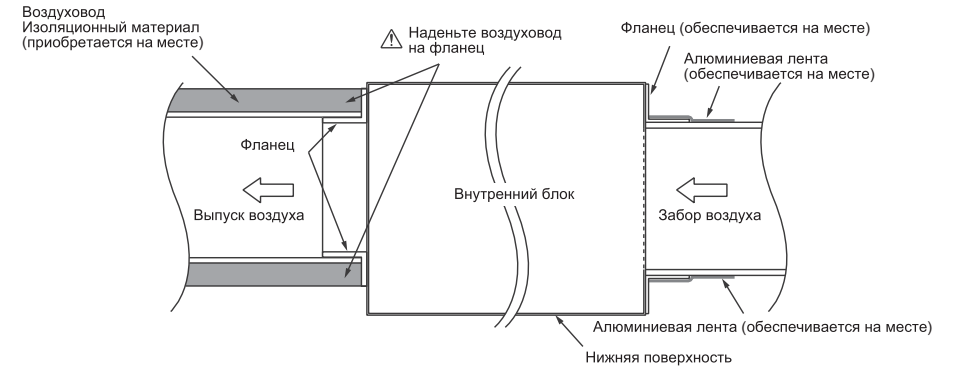 Воздуховод
Изоляционный материал
(приобретается на месте)
Наденьте воздуховод
на фланец
Фланец (обеспечивается на месте)
Алюминиевая лента
(обеспечивается на месте)
Фланец
Внутренний блок
Выпуск воздуха
Забор воздуха
Алюминиевая лента (обеспечивается на месте)
Нижняя поверхность